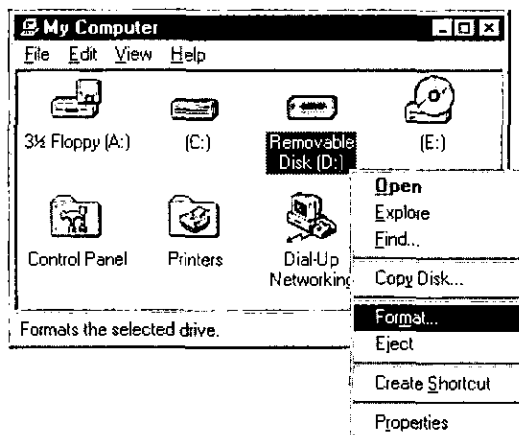 My Computer
File Edit View Help
3½ Floppy (A:) (C:) Removable Disk (D:) (E:)
Control Panel Printers Dial-Up Networking
Formats the selected drive.
Open
Explore
Find...
Copy Disk...
Format...
Eject
Create Shortcut
Properties